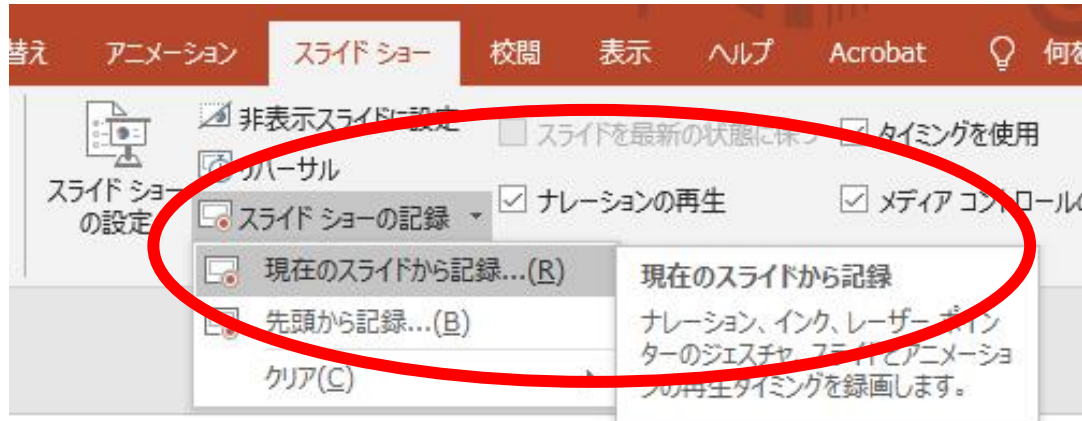 替え アニメーション スライド ショー 校閲 表示 ヘルプ Acrobat 何を
非表示スライドに設定
スライドを最新の状態に保つ
タイミングを使用
リハーサル
スライド ショー
の設定
スライド ショーの記録
ナレーションの再生
メディア コントロールの
現在のスライドから記録...(R)
先頭から記録...(B)
クリア(C)
現在のスライドから記録
ナレーション、インク、レーザー ポイン
ターのジェスチャ、スライドとアニメーショ
ンの再生タイミングを録画します。